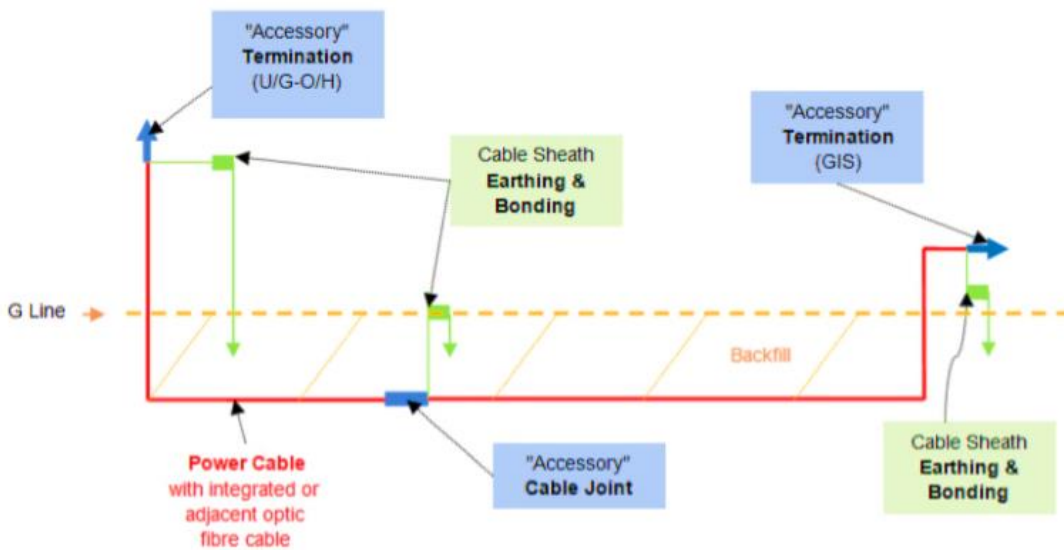 "Accessory"
Termination
(U/G-O/H)
"Accessory"
Termination
(GIS)
Cable Sheath
Earthing &
Bonding
G Line
Backfill
Power Cable
with integrated or
adjacent optic
fibre cable
"Accessory"
Cable Joint
Cable Sheath
Earthing &
Bonding